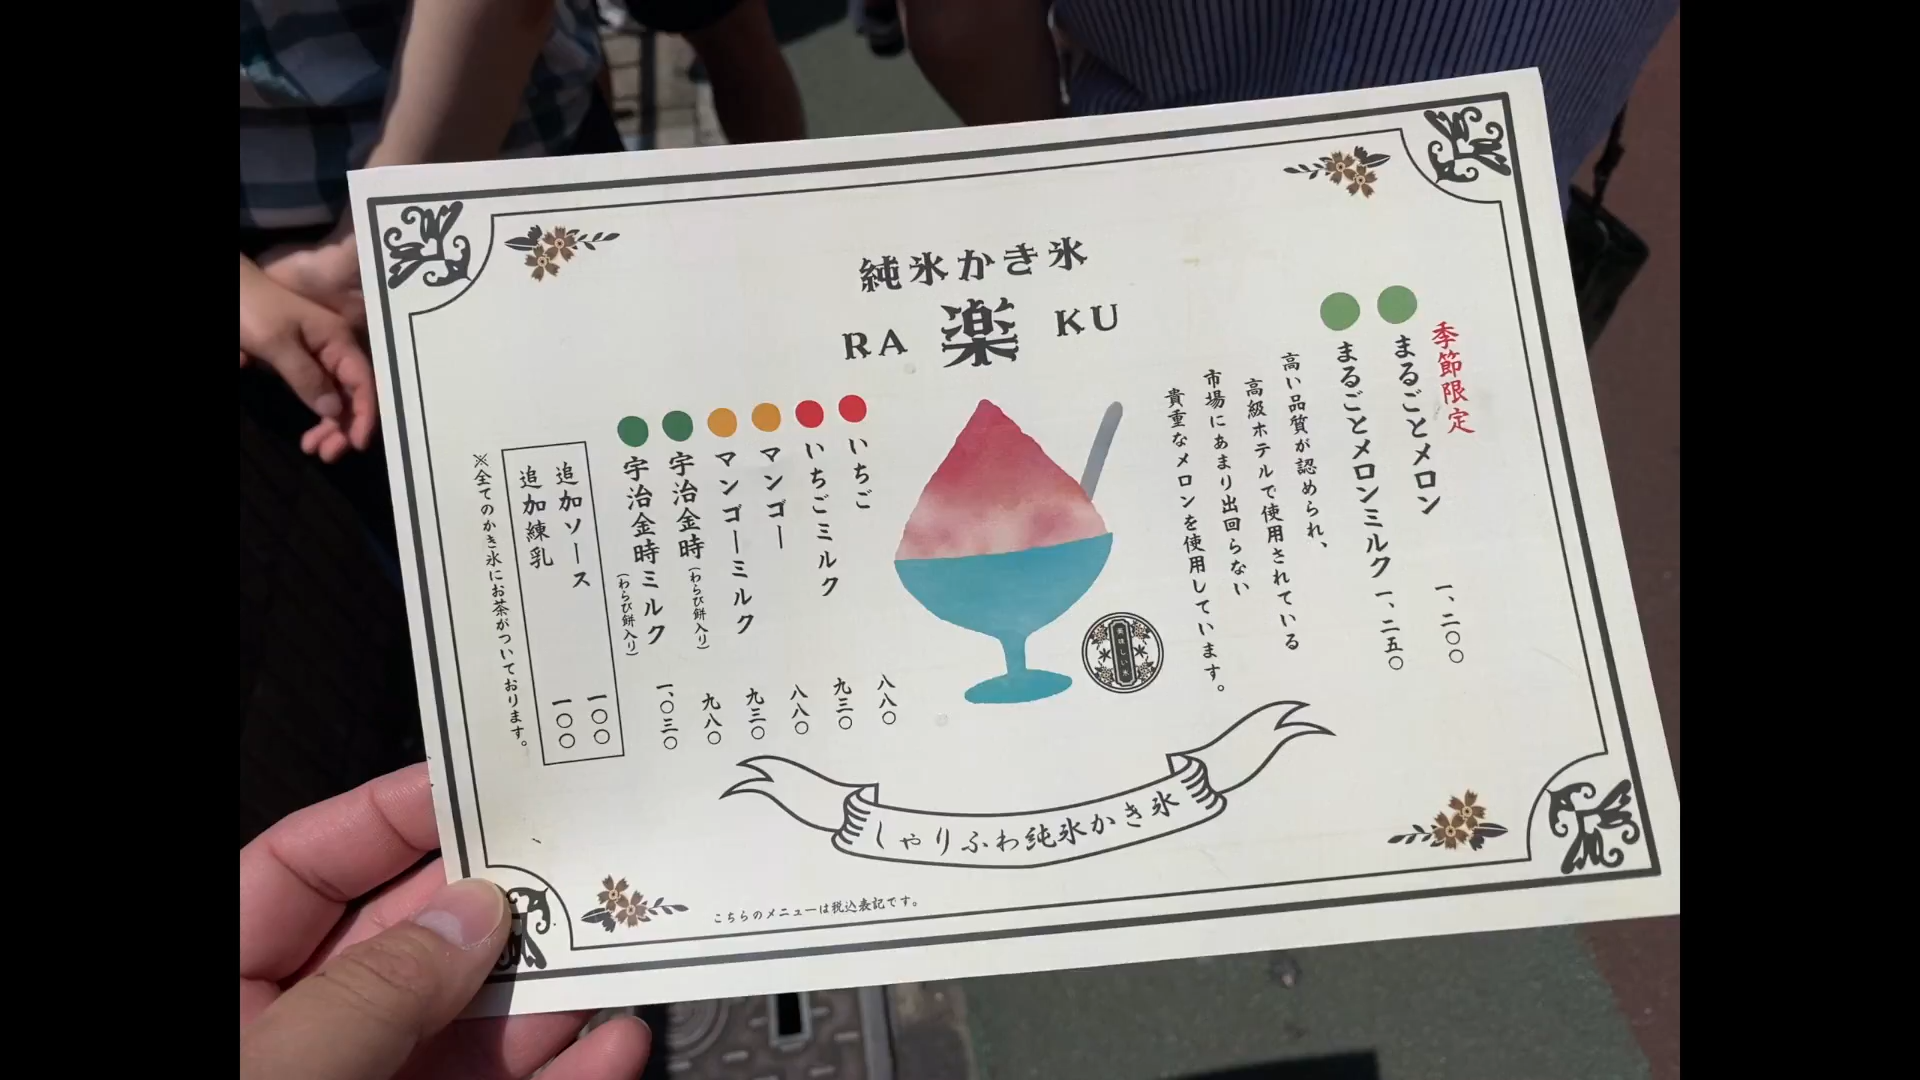 純氷かき氷
RA 楽 KU
季節限定
まるごとメロン 一、二〇〇
まるごとメロンミルク 一、二五〇
高い品質が認められ、
高級ホテルで使用されている
市場にあまり出回らない
貴重なメロンを使用しています。
いちご 八八〇
いちごミルク 九三〇
マンゴー 八八〇
マンゴーミルク 九三〇
宇治金時(わらび餅入り) 九八〇
宇治金時ミルク(わらび餅入り) 一、〇三〇
追加ソース 一〇〇
追加練乳 一〇〇
※全てのかき氷にお茶がついております。
美味しい氷
しゃりふわ純氷かき氷
こちらのメニューは税込表記です。